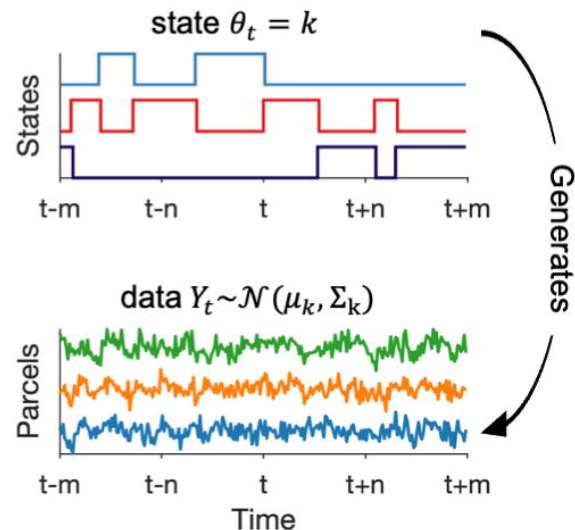 state θₜ = k
States
t-m t-n t t+n t+m
Generates
data Yₜ~𝒩(μₖ, Σₖ)
Parcels
t-m t-n t t+n t+m
Time